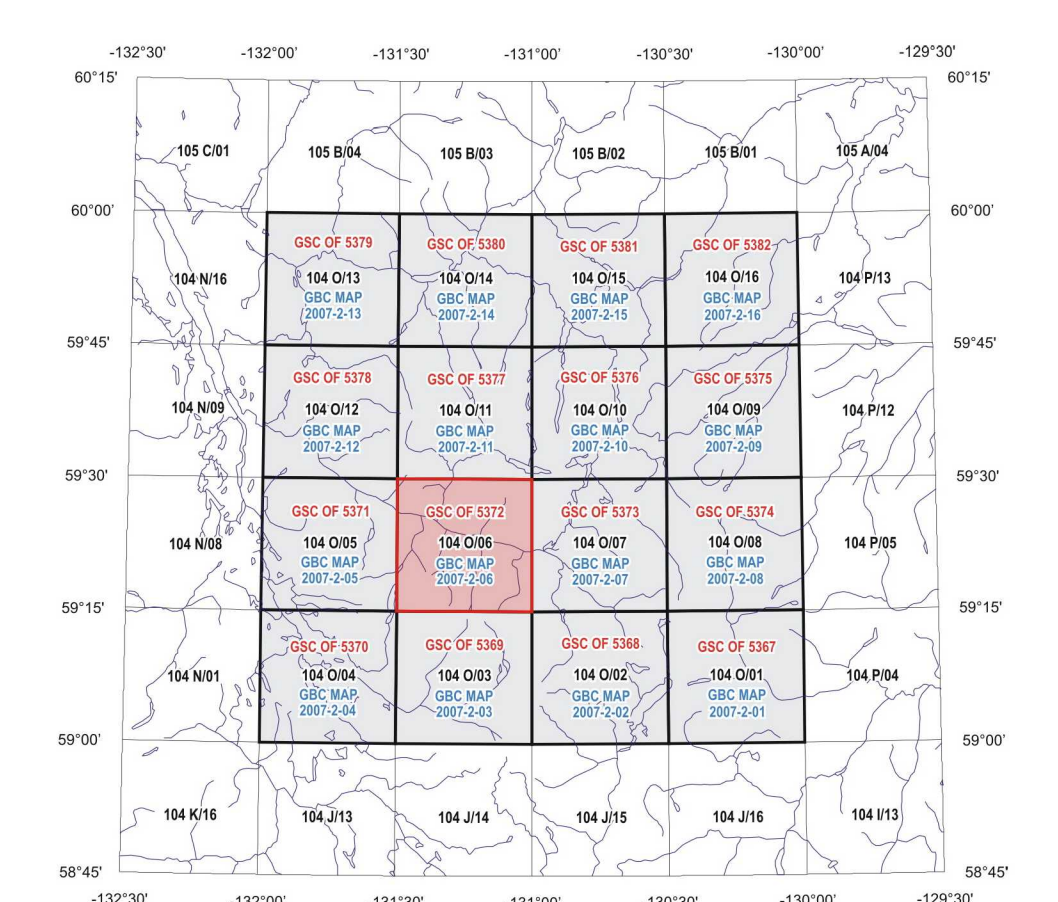 -132°30' -132°00' -131°30' -131°00' -130°30' -130°00' -129°30'
60°15' 60°15'
105 C/01 105 B/04 105 B/03 105 B/02 105 B/01 105 A/04
60°00' 60°00'
GSC OF 5379 GSC OF 5380 GSC OF 5381 GSC OF 5382
104 N/16 104 O/13 104 O/14 104 O/15 104 O/16 104 P/13
GBC MAP GBC MAP GBC MAP GBC MAP
2007-2-13 2007-2-14 2007-2-15 2007-2-16
59°45' 59°45'
GSC OF 5378 GSC OF 5377 GSC OF 5376 GSC OF 5375
104 N/09 104 O/12 104 O/11 104 O/10 104 O/09 104 P/12
GBC MAP GBC MAP GBC MAP GBC MAP
2007-2-12 2007-2-11 2007-2-10 2007-2-09
59°30' 59°30'
GSC OF 5371 GSC OF 5372 GSC OF 5373 GSC OF 5374
104 N/08 104 O/05 104 O/06 104 O/07 104 O/08 104 P/05
GBC MAP GBC MAP GBC MAP GBC MAP
2007-2-05 2007-2-06 2007-2-07 2007-2-08
59°15' 59°15'
GSC OF 5370 GSC OF 5369 GSC OF 5368 GSC OF 5367
104 N/01 104 O/04 104 O/03 104 O/02 104 O/01 104 P/04
GBC MAP GBC MAP GBC MAP GBC MAP
2007-2-04 2007-2-03 2007-2-02 2007-2-01
59°00' 59°00'
104 K/16 104 J/13 104 J/14 104 J/15 104 J/16 104 I/13
58°45' 58°45'
-132°30' -132°00' -131°30' -131°00' -130°30' -130°00' -129°30'